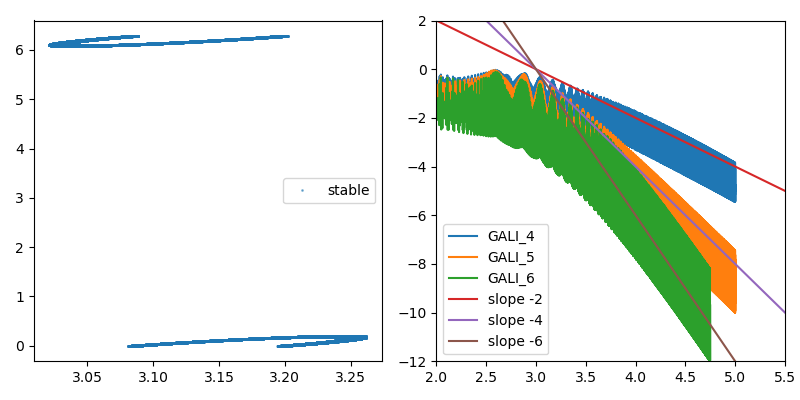 6
5
4
3
2
1
0
3.05 3.10 3.15 3.20 3.25
stable
2
0
−2
−4
−6
−8
−10
−12
2.0 2.5 3.0 3.5 4.0 4.5 5.0 5.5
GALI_4
GALI_5
GALI_6
slope -2
slope -4
slope -6